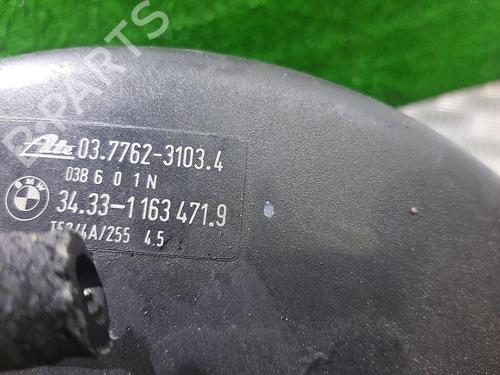 Ate 03.7762-3103.4
038 6 0 1 N
BMW 34.33-1 163 471.9
T52/4A/255 4.5
B-PARTS